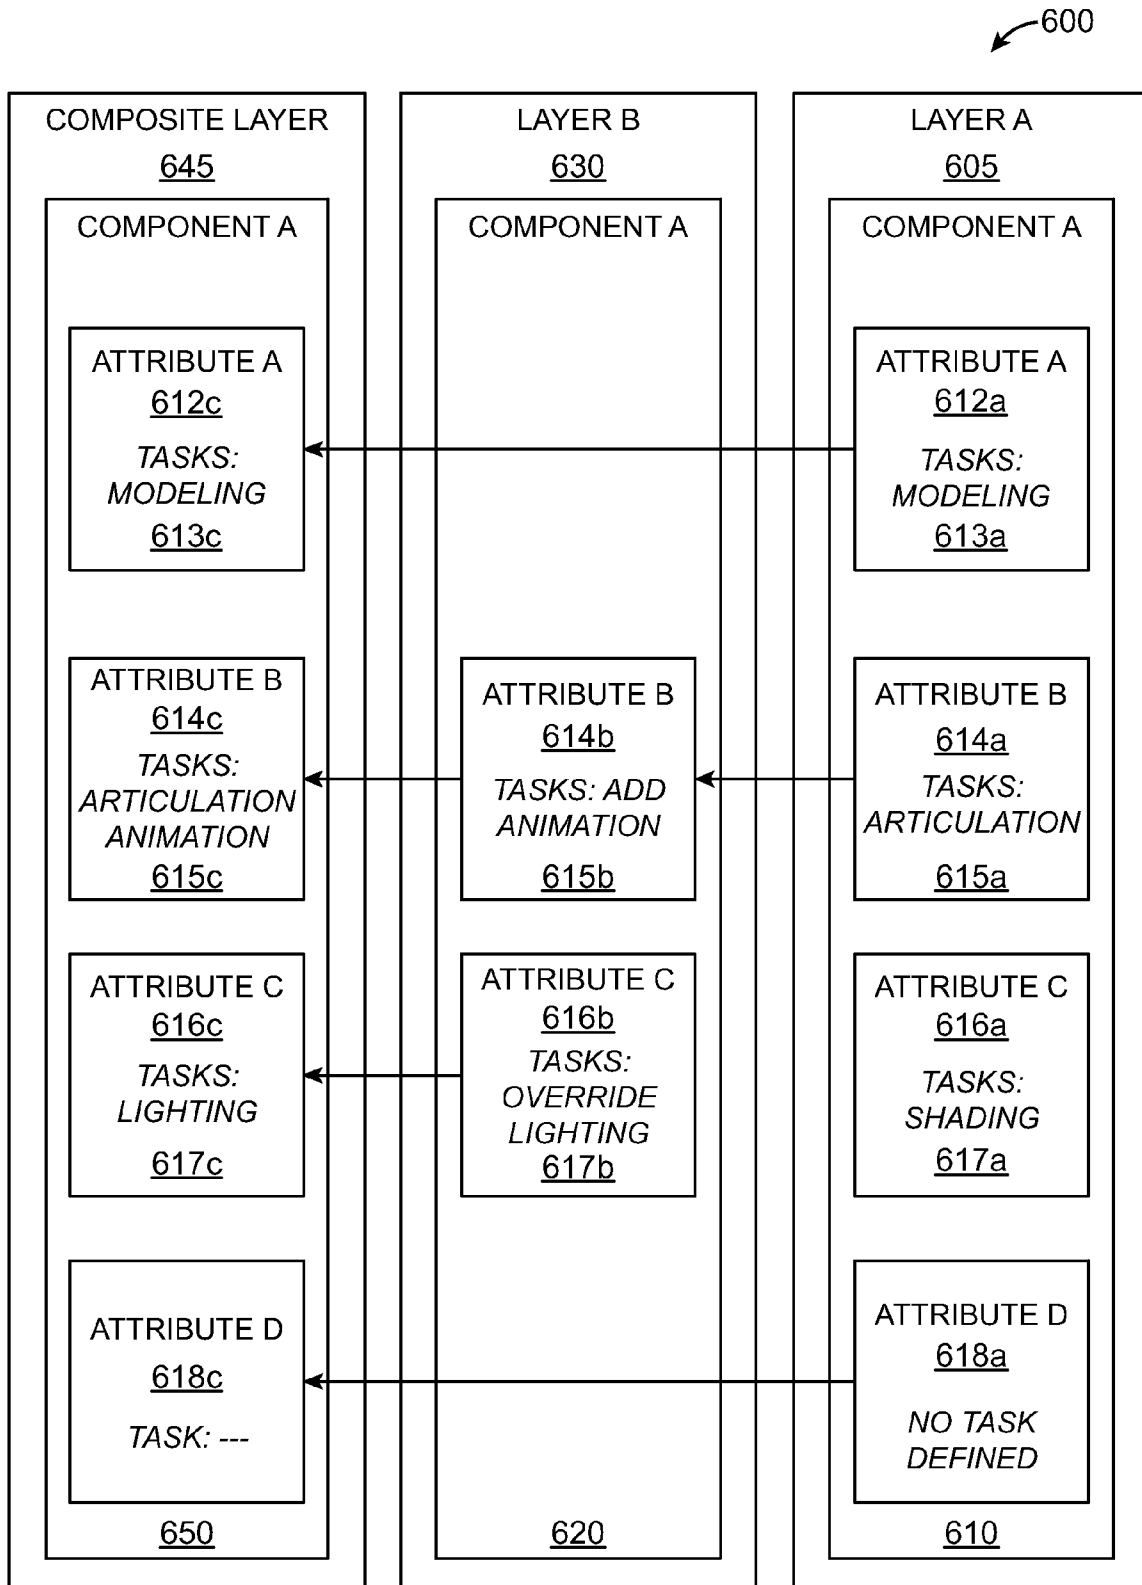 600
COMPOSITE LAYER
645
COMPONENT A
ATTRIBUTE A
612c
TASKS:
MODELING
613c
ATTRIBUTE B
614c
TASKS:
ARTICULATION
ANIMATION
615c
ATTRIBUTE C
616c
TASKS:
LIGHTING
617c
ATTRIBUTE D
618c
TASK: ---
650
LAYER B
630
COMPONENT A
ATTRIBUTE B
614b
TASKS: ADD
ANIMATION
615b
ATTRIBUTE C
616b
TASKS:
OVERRIDE
LIGHTING
617b
620
LAYER A
605
COMPONENT A
ATTRIBUTE A
612a
TASKS:
MODELING
613a
ATTRIBUTE B
614a
TASKS:
ARTICULATION
615a
ATTRIBUTE C
616a
TASKS:
SHADING
617a
ATTRIBUTE D
618a
NO TASK
DEFINED
610